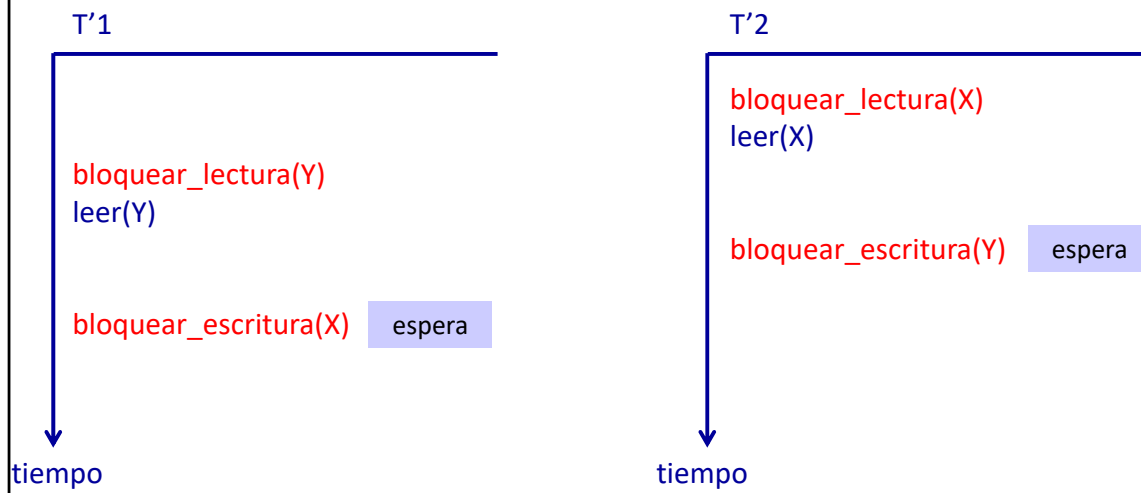 T’1
bloquear_lectura(Y)
leer(Y)
bloquear_escritura(X) espera
tiempo
T’2
bloquear_lectura(X)
leer(X)
bloquear_escritura(Y) espera
tiempo